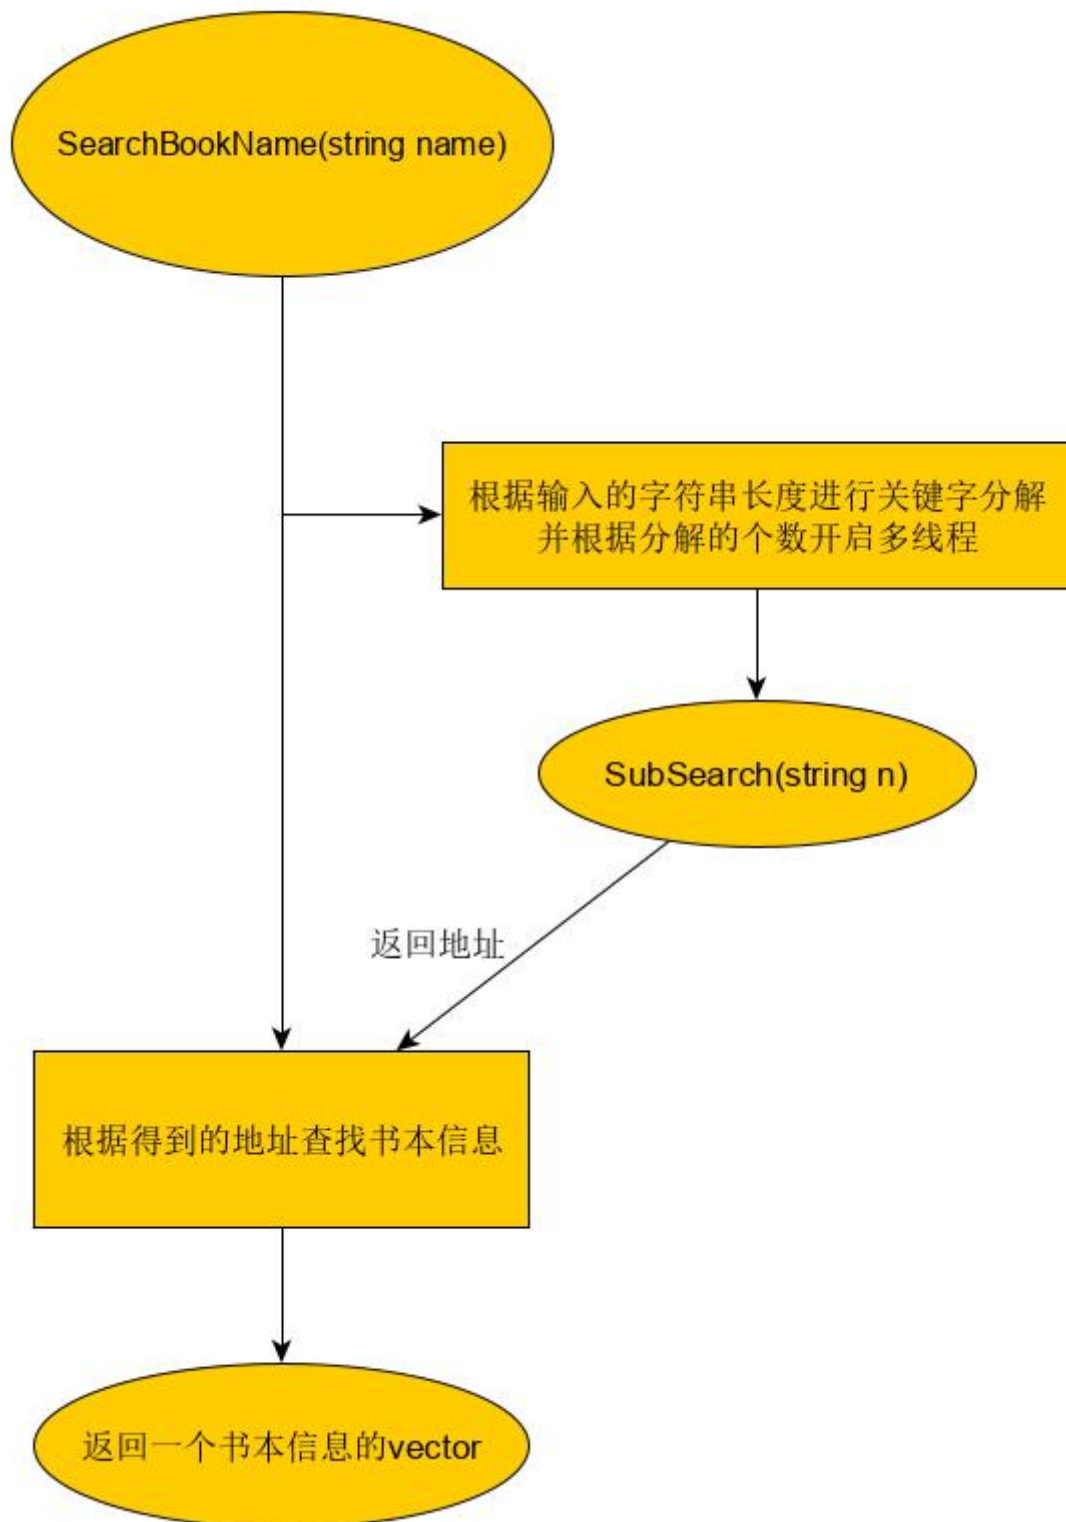 SearchBookName(string name)
根据输入的字符串长度进行关键字分解
并根据分解的个数开启多线程
SubSearch(string n)
返回地址
根据得到的地址查找书本信息
返回一个书本信息的vector